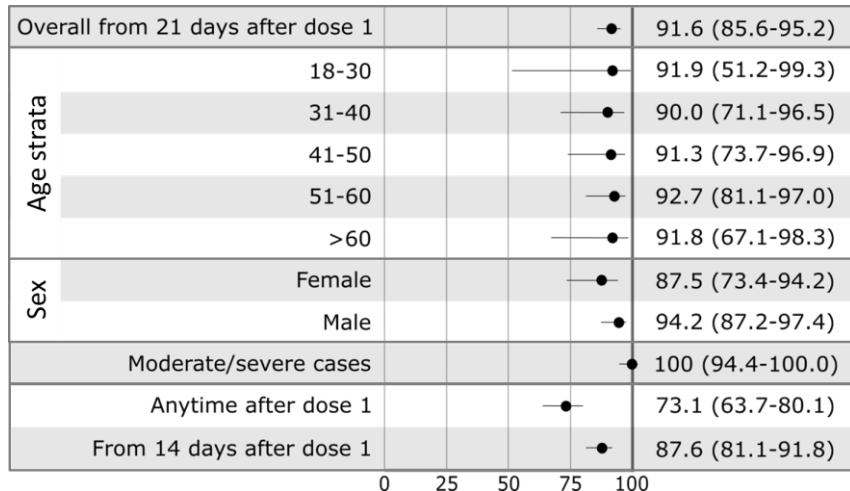 Overall from 21 days after dose 1 91.6 (85.6-95.2)
Age strata
18-30 91.9 (51.2-99.3)
31-40 90.0 (71.1-96.5)
41-50 91.3 (73.7-96.9)
51-60 92.7 (81.1-97.0)
>60 91.8 (67.1-98.3)
Sex
Female 87.5 (73.4-94.2)
Male 94.2 (87.2-97.4)
Moderate/severe cases 100 (94.4-100.0)
Anytime after dose 1 73.1 (63.7-80.1)
From 14 days after dose 1 87.6 (81.1-91.8)
0 25 50 75 100